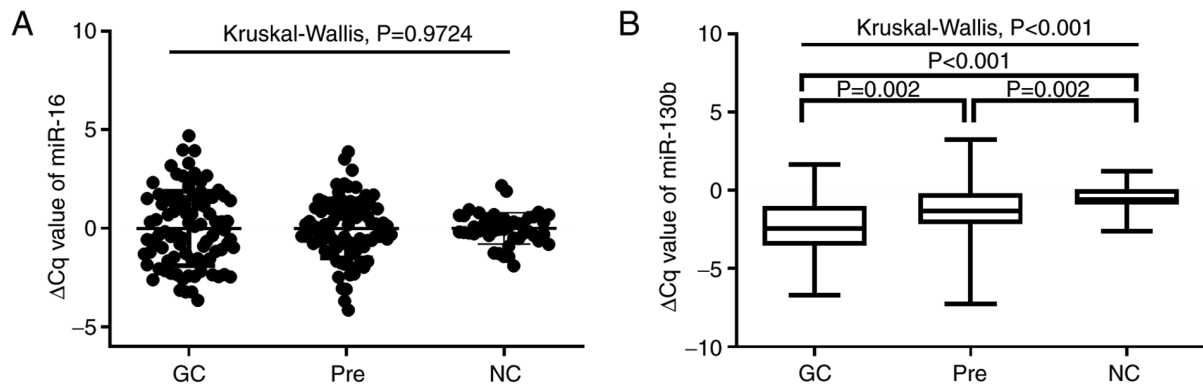 A
ΔCq value of miR-16
10
5
0
−5
Kruskal-Wallis, P=0.9724
GC Pre NC
B
ΔCq value of miR-130b
10
5
0
−5
−10
Kruskal-Wallis, P<0.001
P<0.001
P=0.002 P=0.002
GC Pre NC